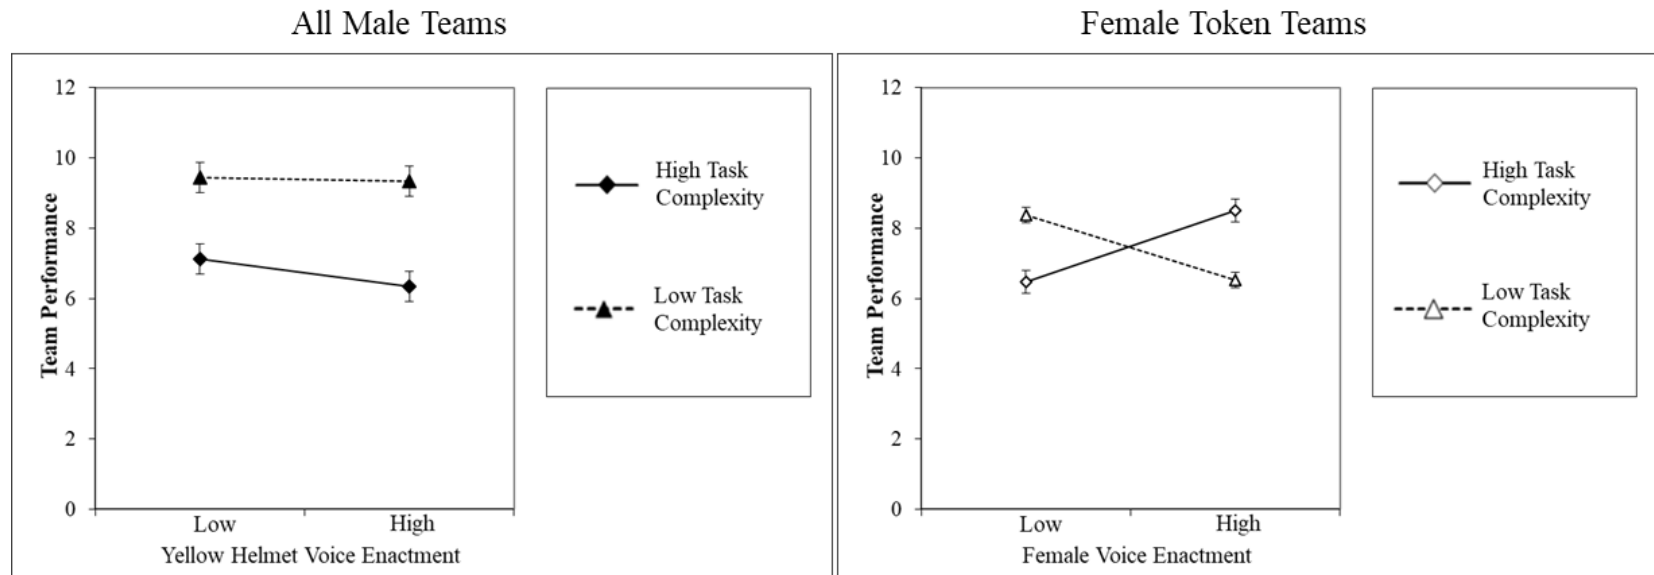 All Male Teams
Female Token Teams
Team Performance
12
10
8
6
4
2
0
Low
High
Yellow Helmet Voice Enactment
High Task
Complexity
Low Task
Complexity
Team Performance
12
10
8
6
4
2
0
Low
High
Female Voice Enactment
High Task
Complexity
Low Task
Complexity